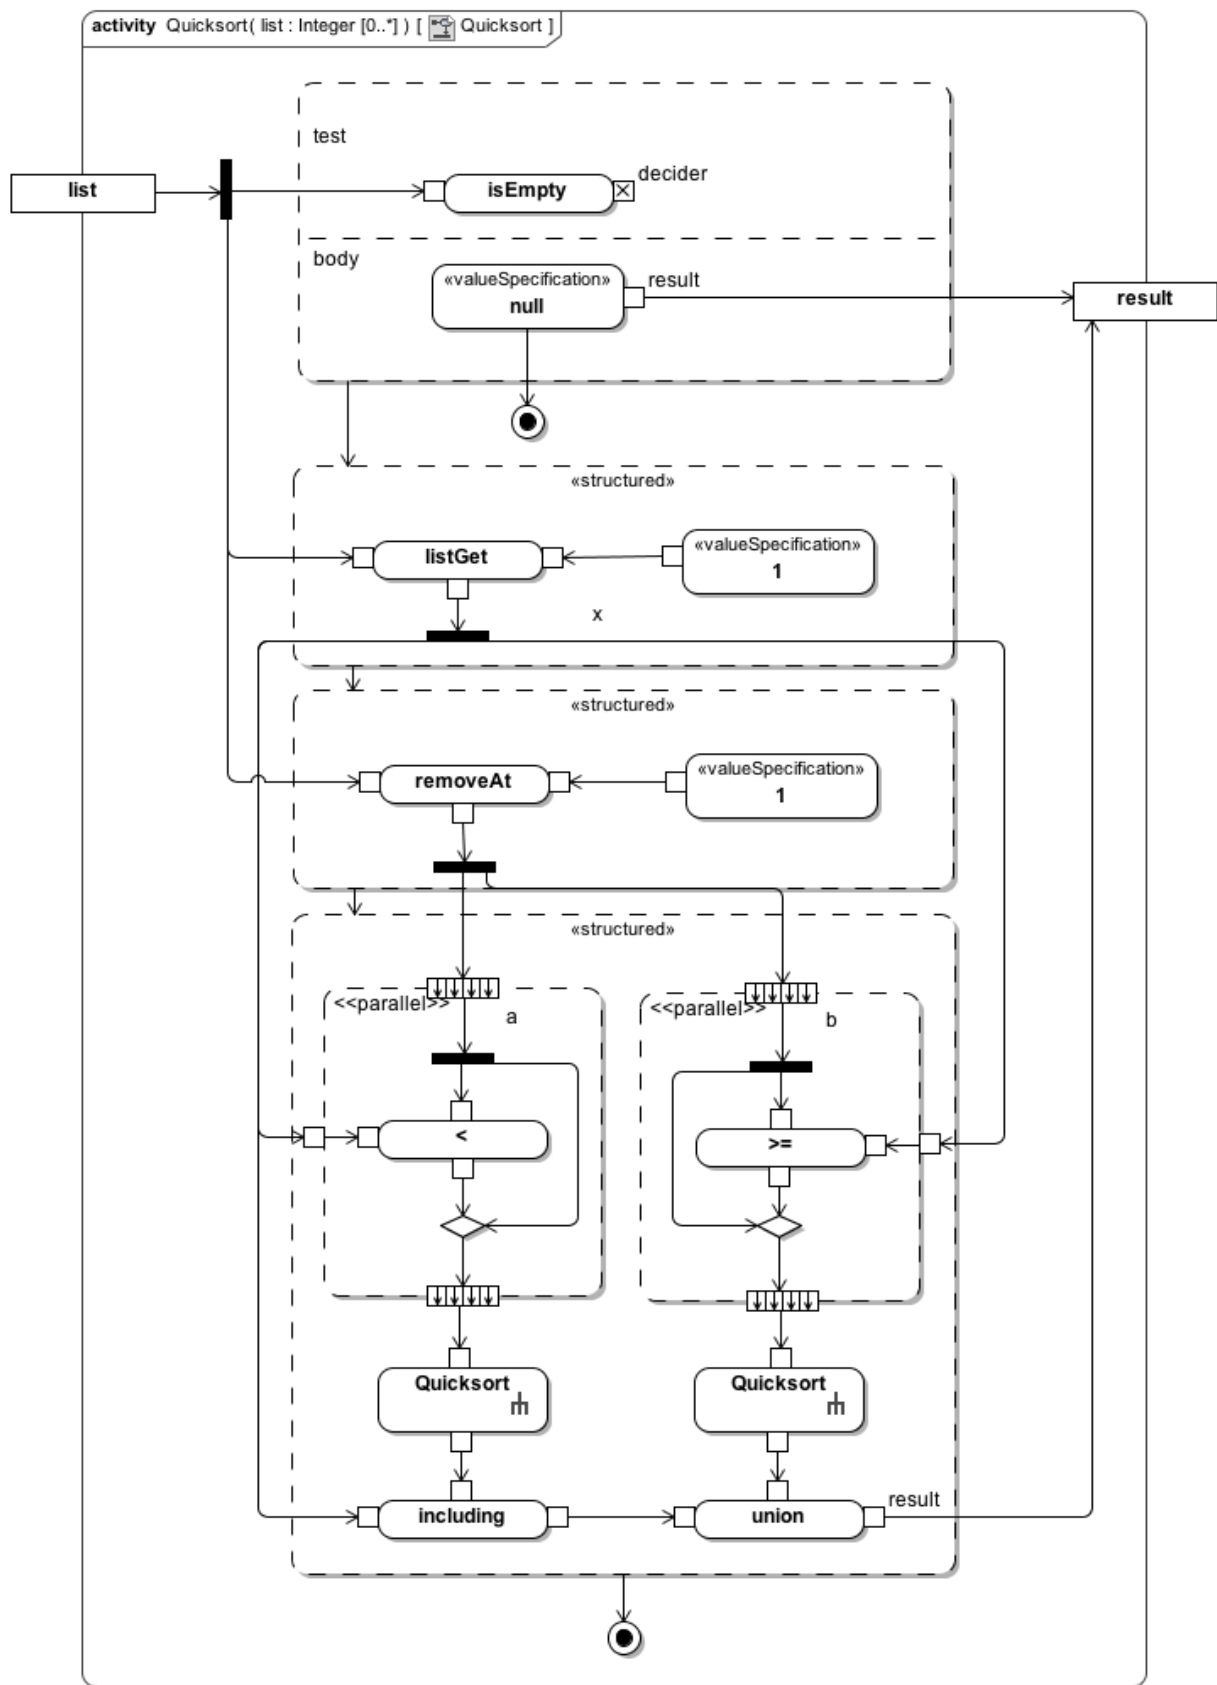 activity Quicksort( list : Integer [0..*] ) [ Quicksort ]
test
list
isEmpty
decider
body
«valueSpecification»
null
result
result
«structured»
listGet
«valueSpecification»
1
x
«structured»
removeAt
«valueSpecification»
1
«structured»
<<parallel>>
a
<<parallel>>
b
<
>=
Quicksort
Quicksort
including
union
result